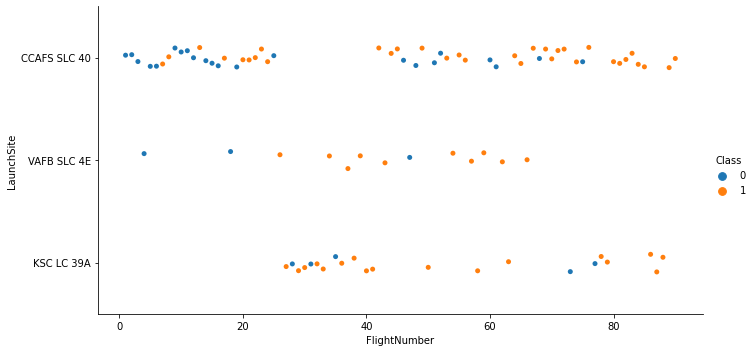 CCAFS SLC 40
VAFB SLC 4E
KSC LC 39A
LaunchSite
0
20
40
60
80
FlightNumber
Class
0
1